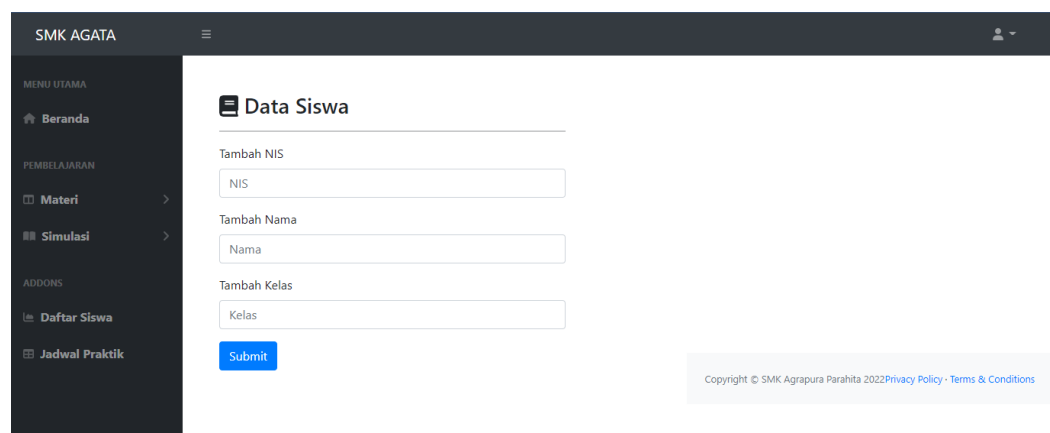 SMK AGATA
MENU UTAMA
Beranda
PEMBELAJARAN
Materi
Simulasi
ADDONS
Daftar Siswa
Jadwal Praktik
Data Siswa
Tambah NIS
NIS
Tambah Nama
Nama
Tambah Kelas
Kelas
Submit
Copyright © SMK Agrapura Parahita 2022Privacy Policy · Terms & Conditions